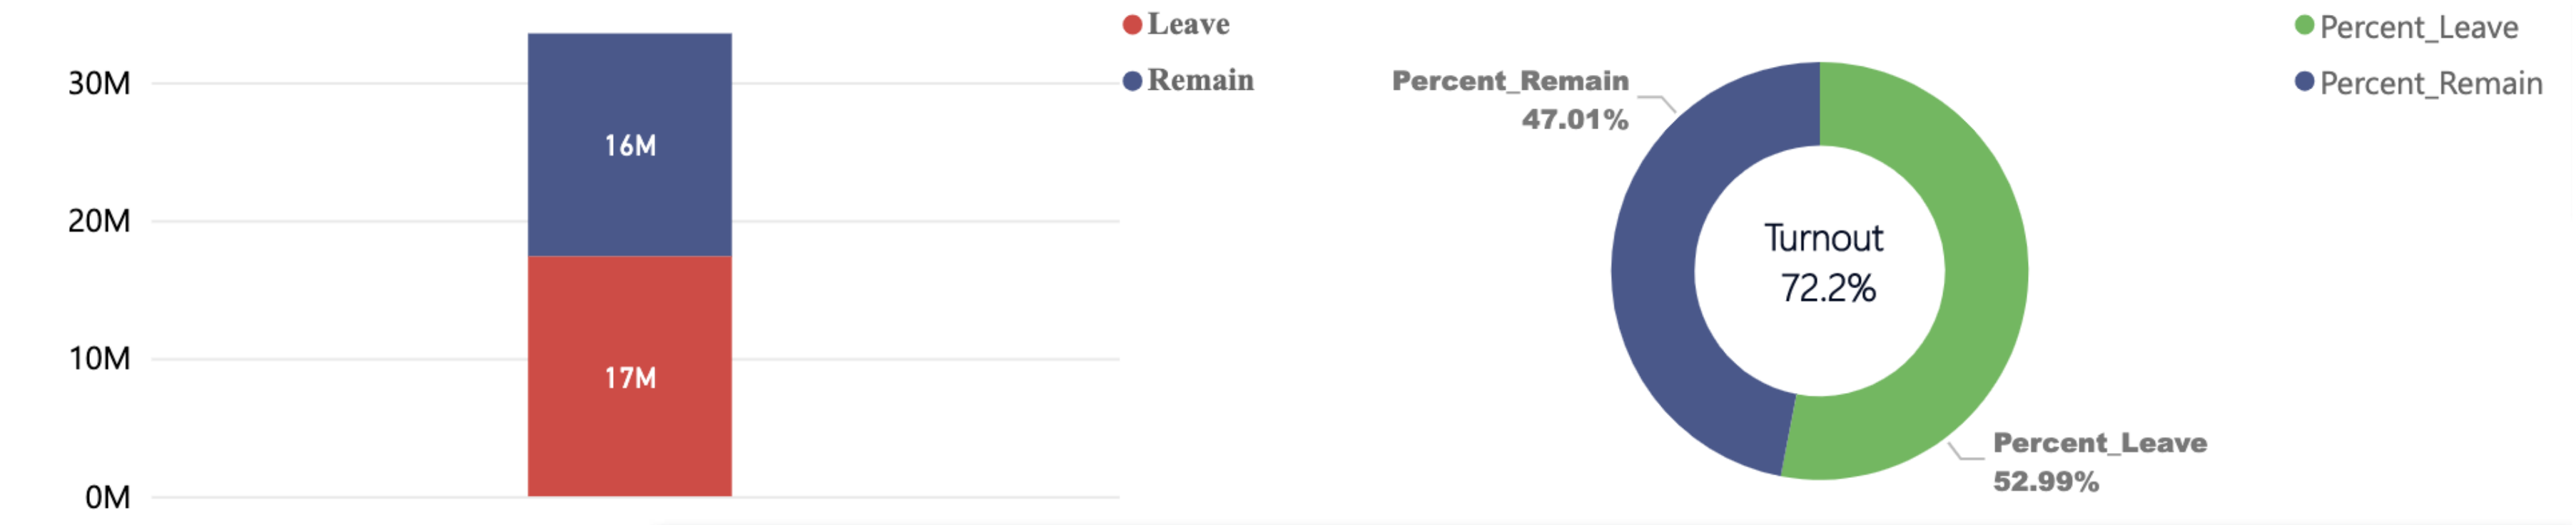 30M
20M
10M
0M
16M
17M
Leave
Remain
Percent_Remain
47.01%
Turnout
72.2%
Percent_Leave
52.99%
Percent_Leave
Percent_Remain